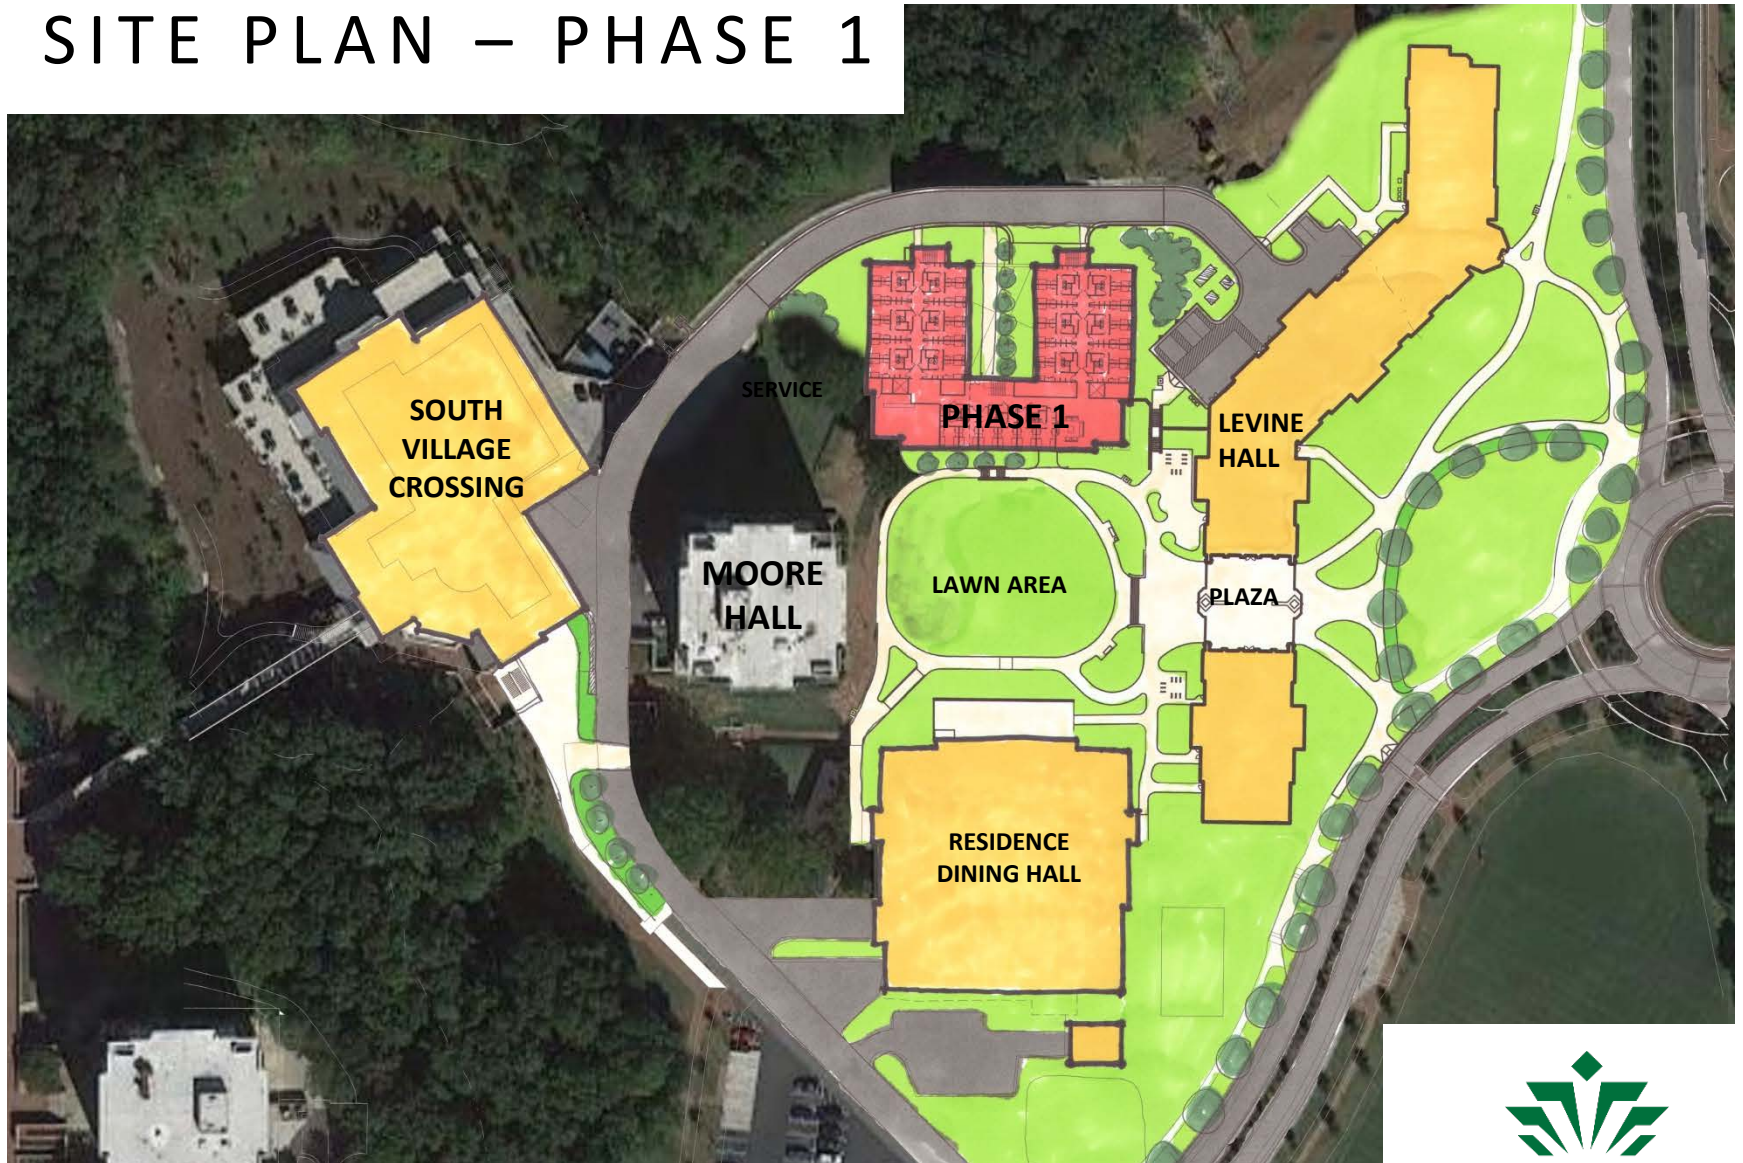 SITE PLAN – PHASE 1
SOUTH
VILLAGE
CROSSING
SERVICE
PHASE 1
LEVINE
HALL
MOORE
HALL
LAWN AREA
PLAZA
RESIDENCE
DINING HALL